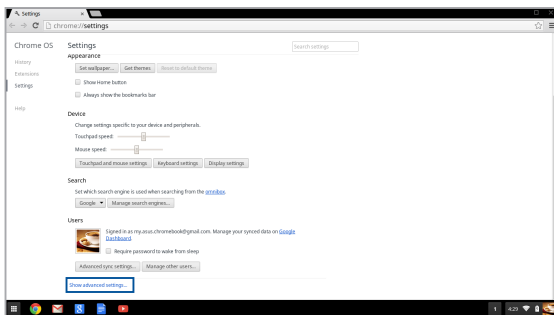 Settings
chrome://settings
Chrome OS
Settings
Search settings
History
Extensions
Settings
Help
Appearance
Set wallpaper... Get themes Reset to default theme
Show Home button
Always show the bookmarks bar
Device
Change settings specific to your device and peripherals.
Touchpad speed:
Mouse speed:
Touchpad and mouse settings Keyboard settings Display settings
Search
Set which search engine is used when searching from the omnibox.
Google Manage search engines...
Users
Signed in as my.asus.chromebook@gmail.com. Manage your synced data on Google
Dashboard.
Require password to wake from sleep
Advanced sync settings... Manage other users...
Show advanced settings...
8
1 4:29